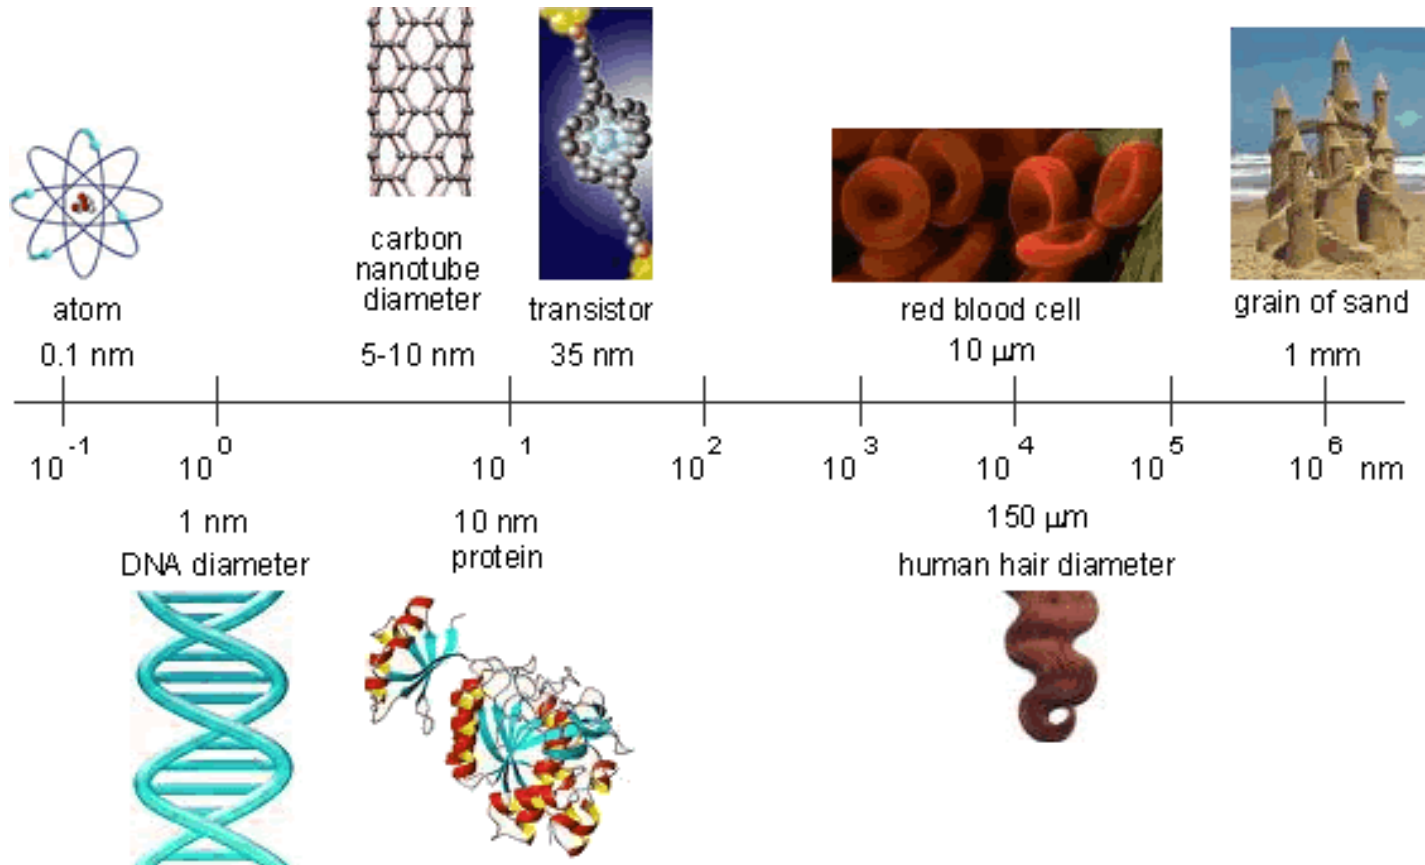 carbon
nanotube
diameter
atom
transistor
red blood cell
grain of sand
0.1 nm
5-10 nm
35 nm
10 μm
1 mm
10⁻¹
10⁰
10¹
10²
10³
10⁴
10⁵
10⁶ nm
1 nm
DNA diameter
10 nm
protein
150 μm
human hair diameter